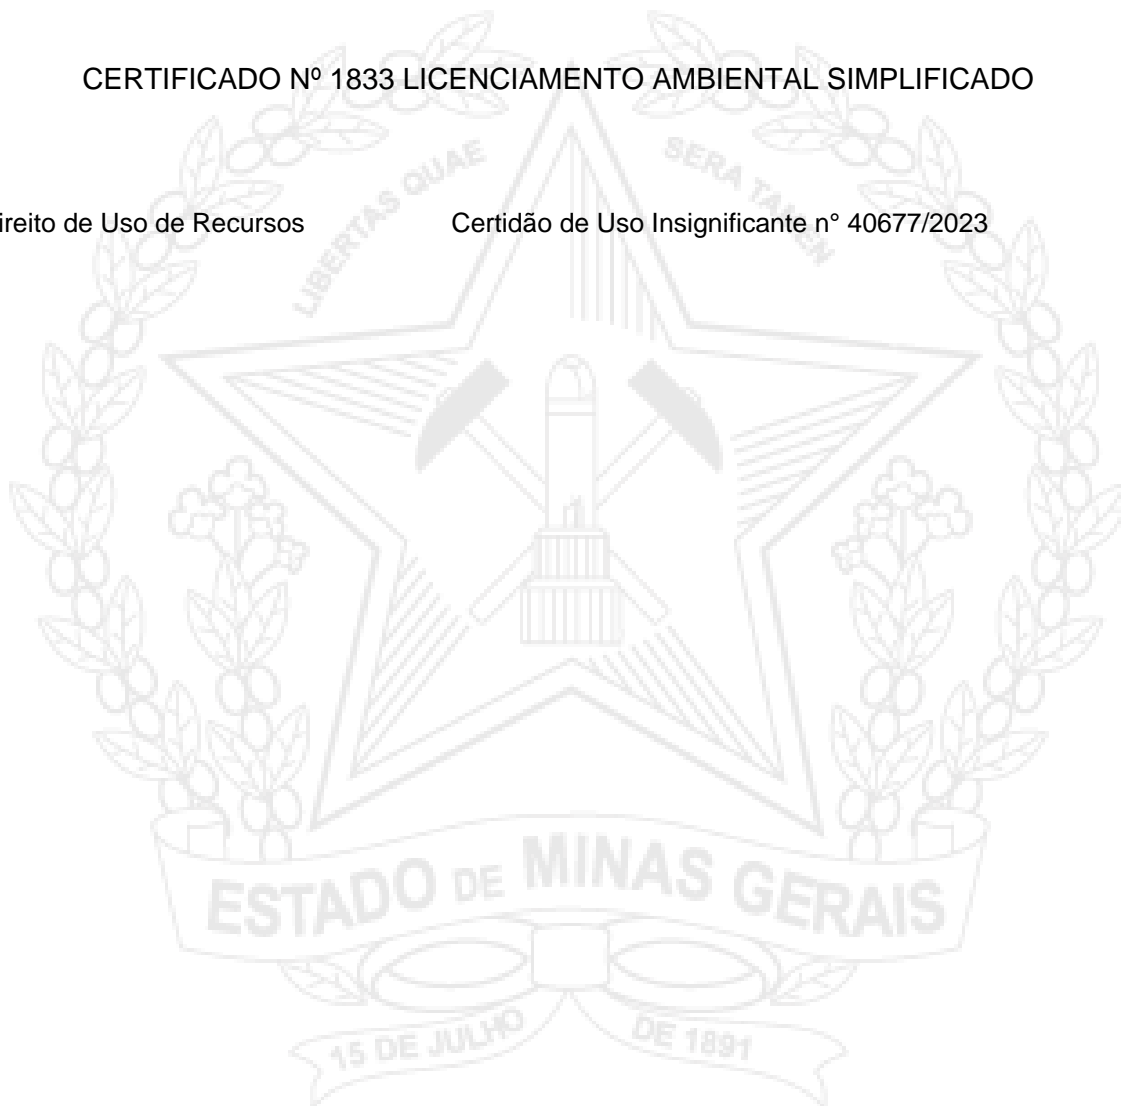 CERTIFICADO Nº 1833 LICENCIAMENTO AMBIENTAL SIMPLIFICADO
LIBERTAS QUAE SERA TAMEN
ireito de Uso de Recursos Certidão de Uso Insignificante n° 40677/2023
ESTADO DE MINAS GERAIS
15 DE JULHO DE 1891